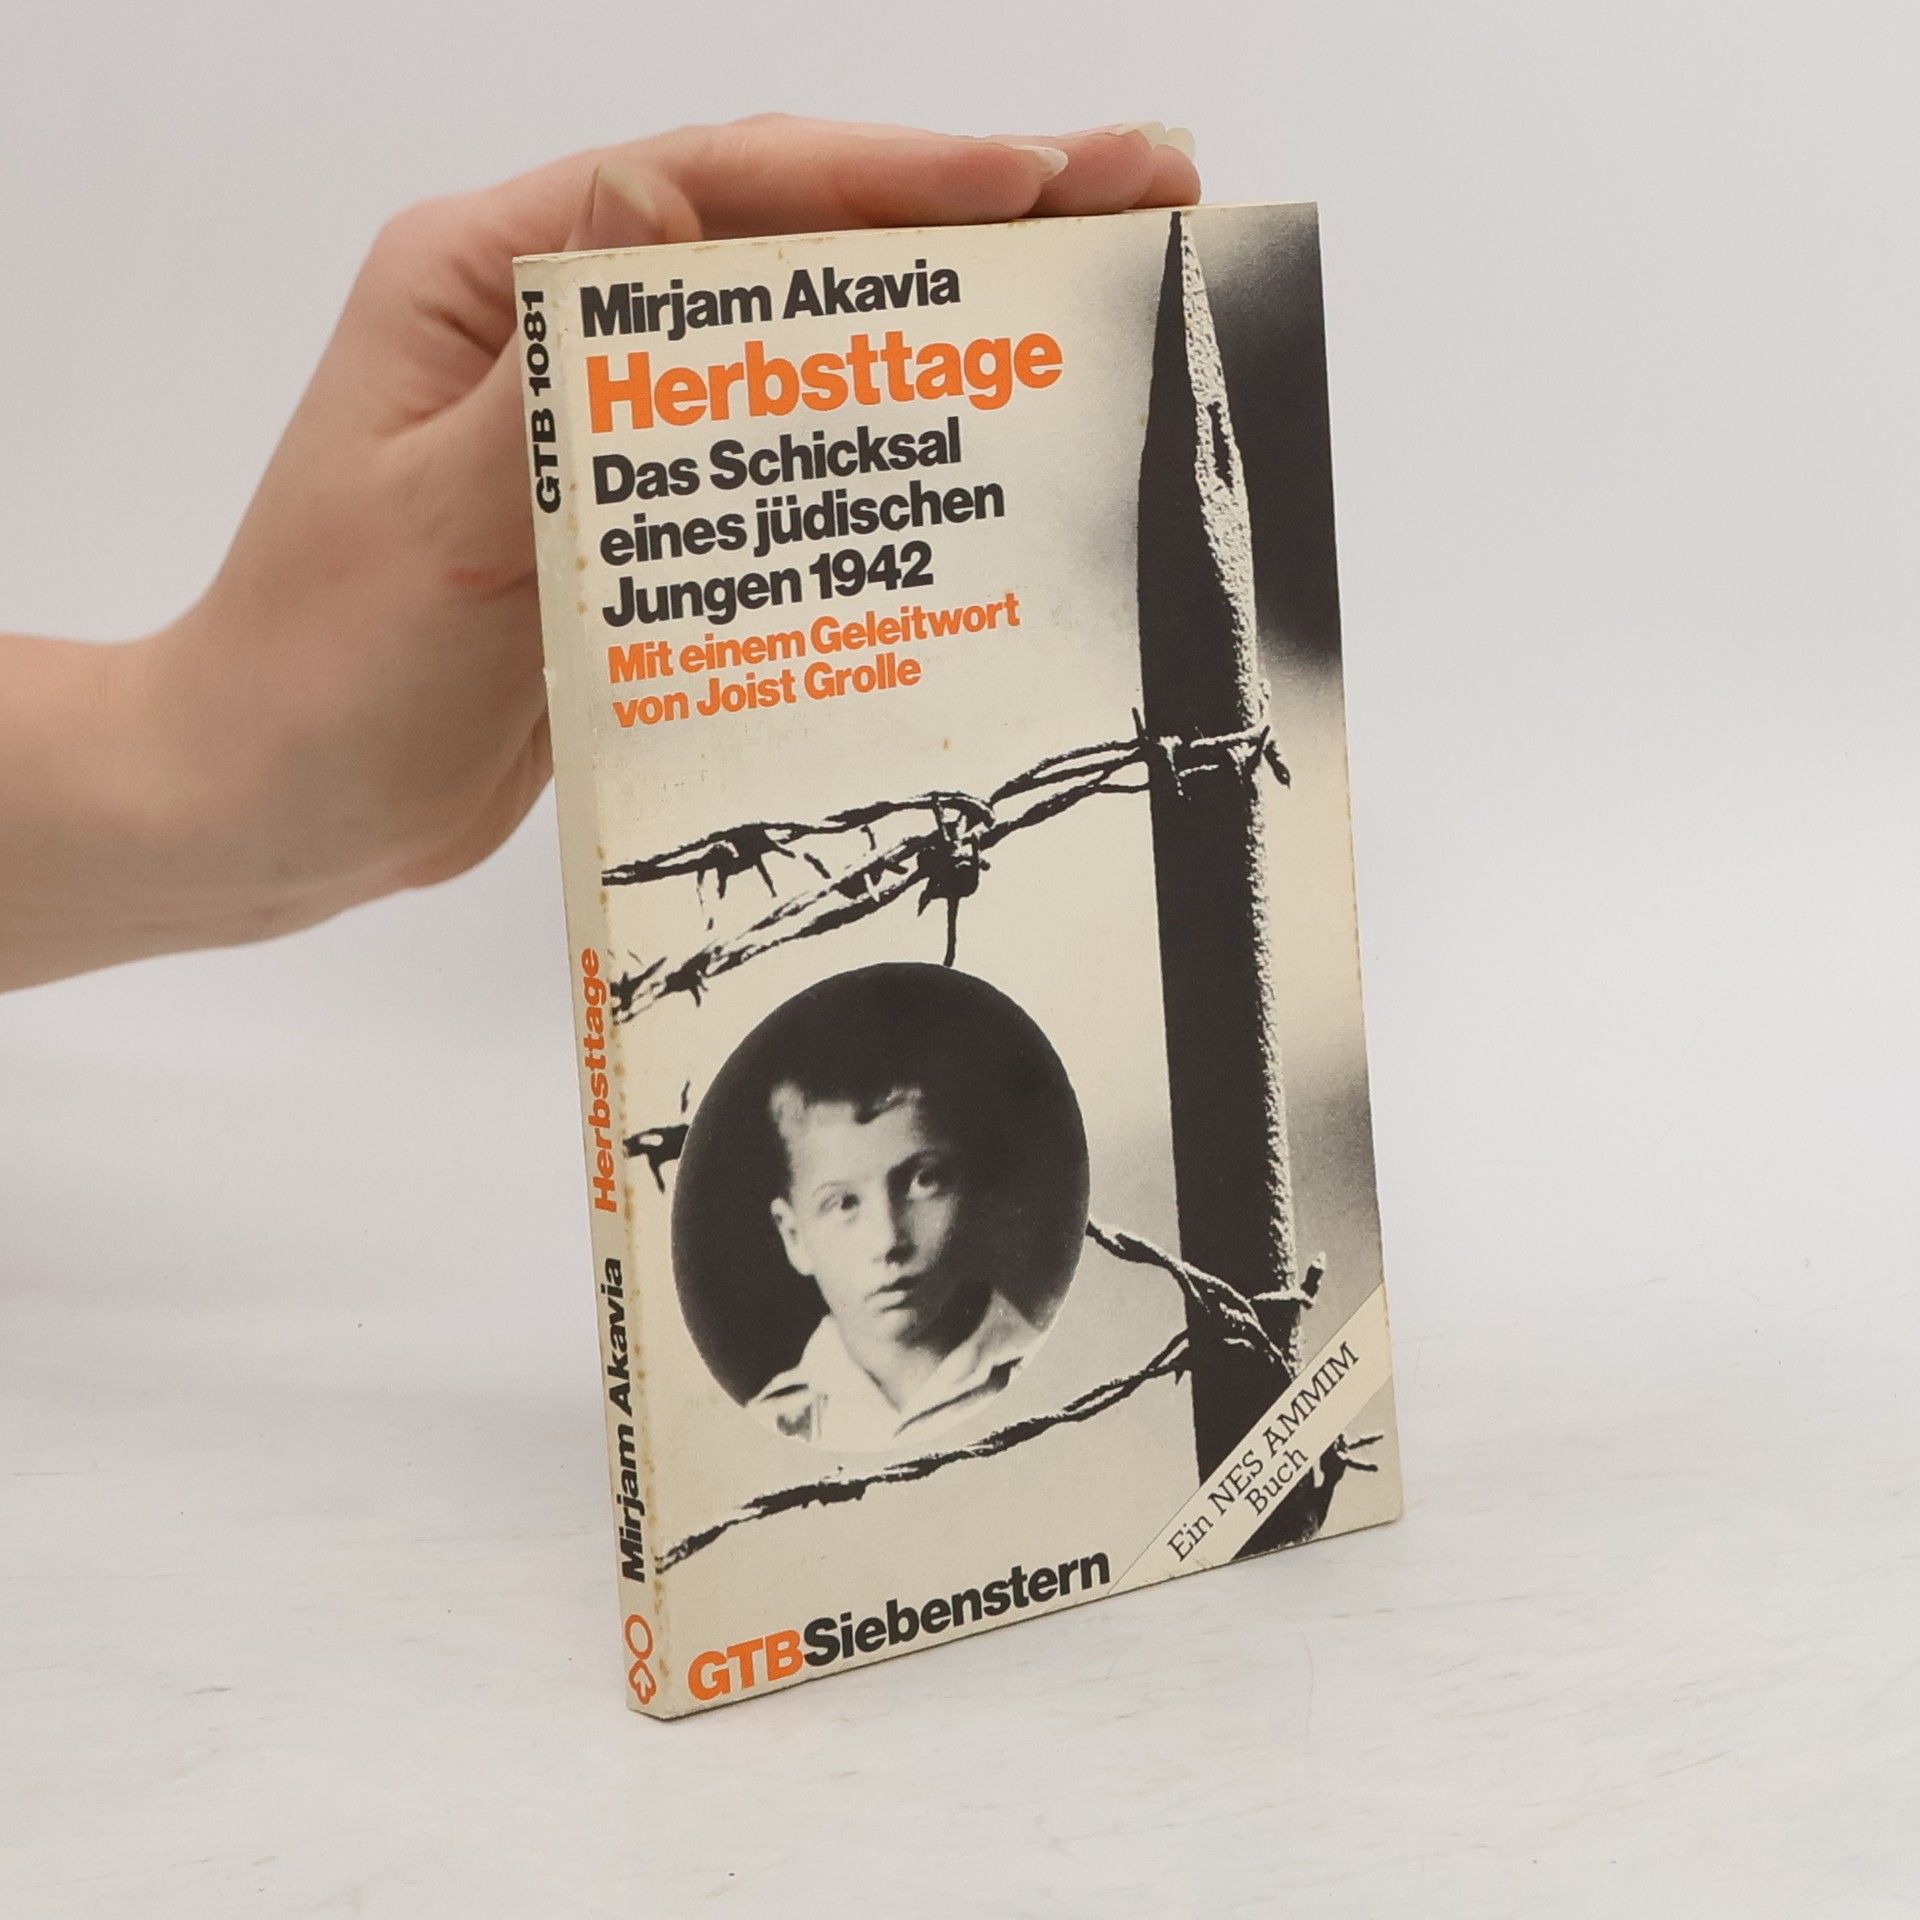 Mirjam Akavia
Herbsttage
Das Schicksal
eines jüdischen
Jungen 1942
Mit einem Geleitwort
von Joist Grolle
Ein NES AMMIM
Buch
GTBSiebenstern
GTB 1081
Mirjam Akavia Herbsttage